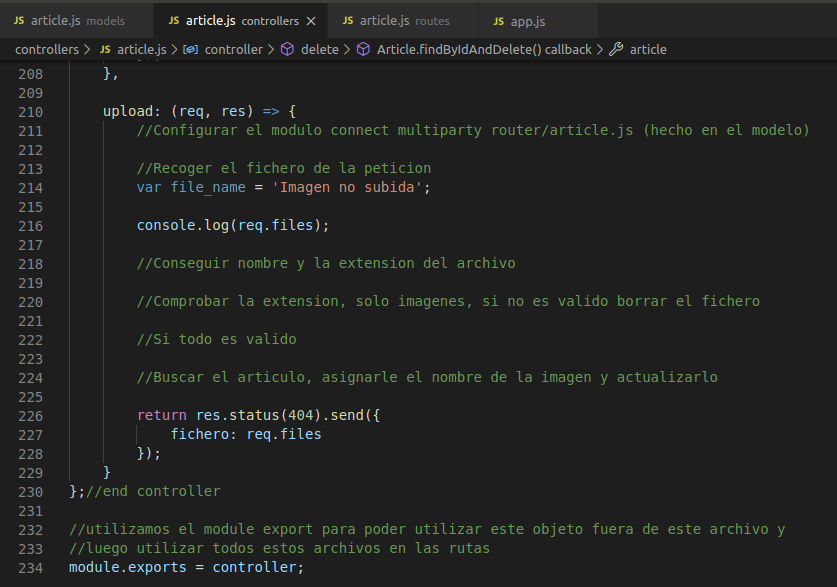 JS article.js models JS article.js controllers × JS article.js routes JS app.js
controllers > JS article.js > controller > delete > Article.findByIdAndDelete() callback > article
208 },
209
210 upload: (req, res) => {
211 //Configurar el modulo connect multiparty router/article.js (hecho en el modelo)
212
213 //Recoger el fichero de la peticion
214 var file_name = 'Imagen no subida';
215
216 console.log(req.files);
217
218 //Conseguir nombre y la extension del archivo
219
220 //Comprobar la extension, solo imagenes, si no es valido borrar el fichero
221
222 //Si todo es valido
223
224 //Buscar el articulo, asignarle el nombre de la imagen y actualizarlo
225
226 return res.status(404).send({
227 fichero: req.files
228 });
229 }
230 };//end controller
231
232 //utilizamos el module export para poder utilizar este objeto fuera de este archivo y
233 //luego utilizar todos estos archivos en las rutas
234 module.exports = controller;